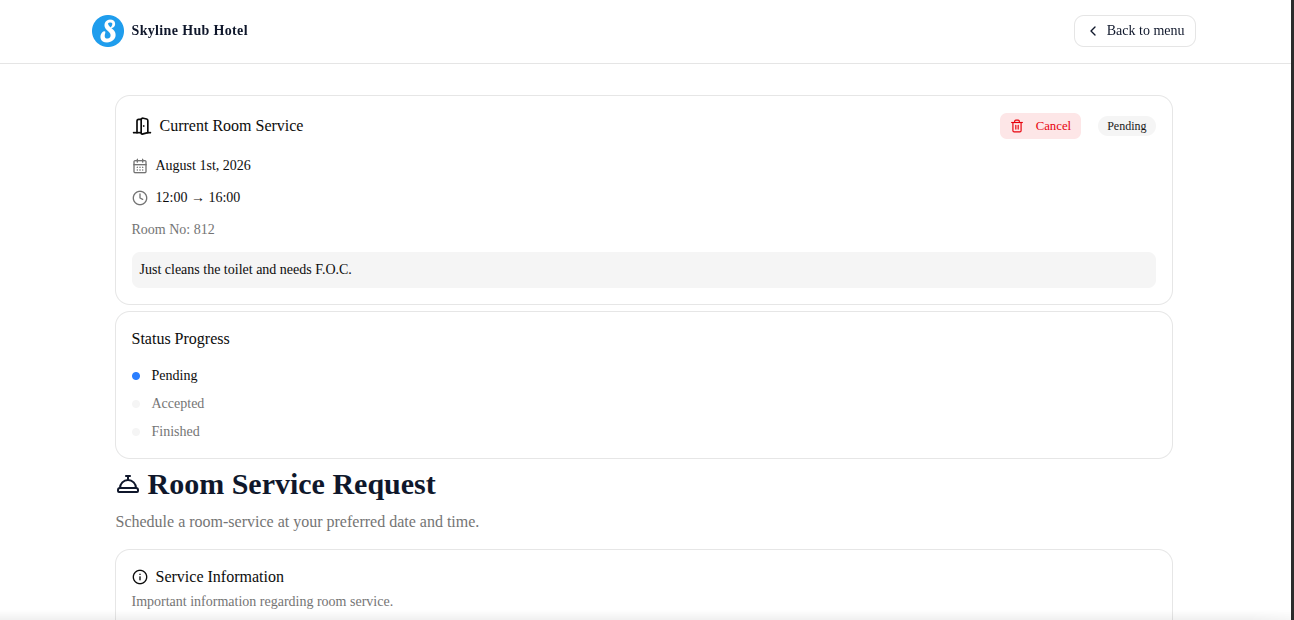 Skyline Hub Hotel
Back to menu
Current Room Service
Cancel
Pending
August 1st, 2026
12:00 → 16:00
Room No: 812
Just cleans the toilet and needs F.O.C.
Status Progress
Pending
Accepted
Finished
Room Service Request
Schedule a room-service at your preferred date and time.
Service Information
Important information regarding room service.